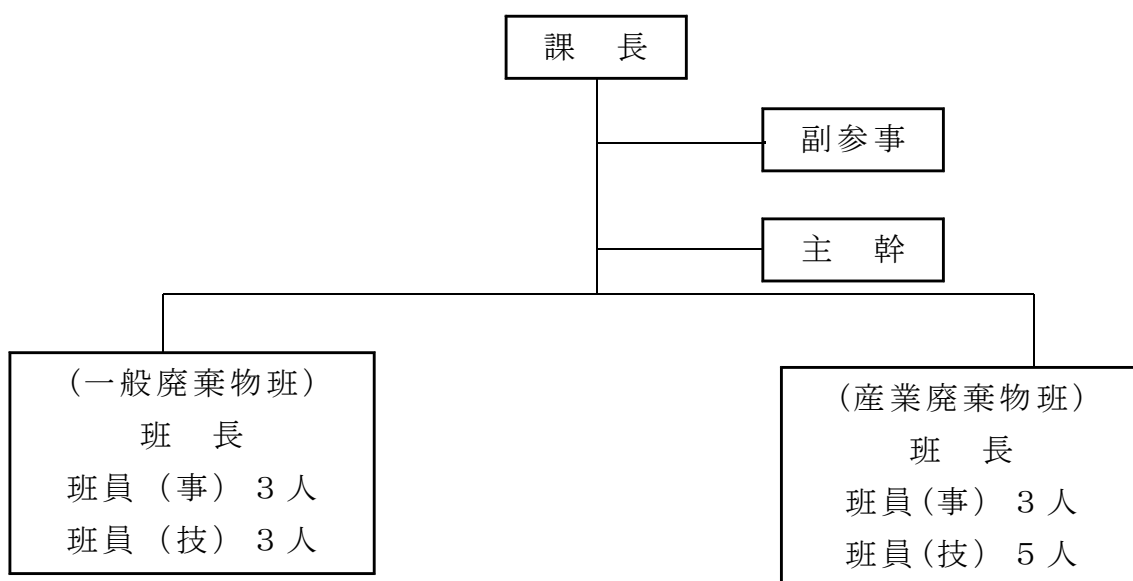 課　長
副参事
主　幹
(一般廃棄物班)
班　長
班員（事）３人
班員（技）３人
(産業廃棄物班)
班　長
班員(事) ３人
班員(技) ５人